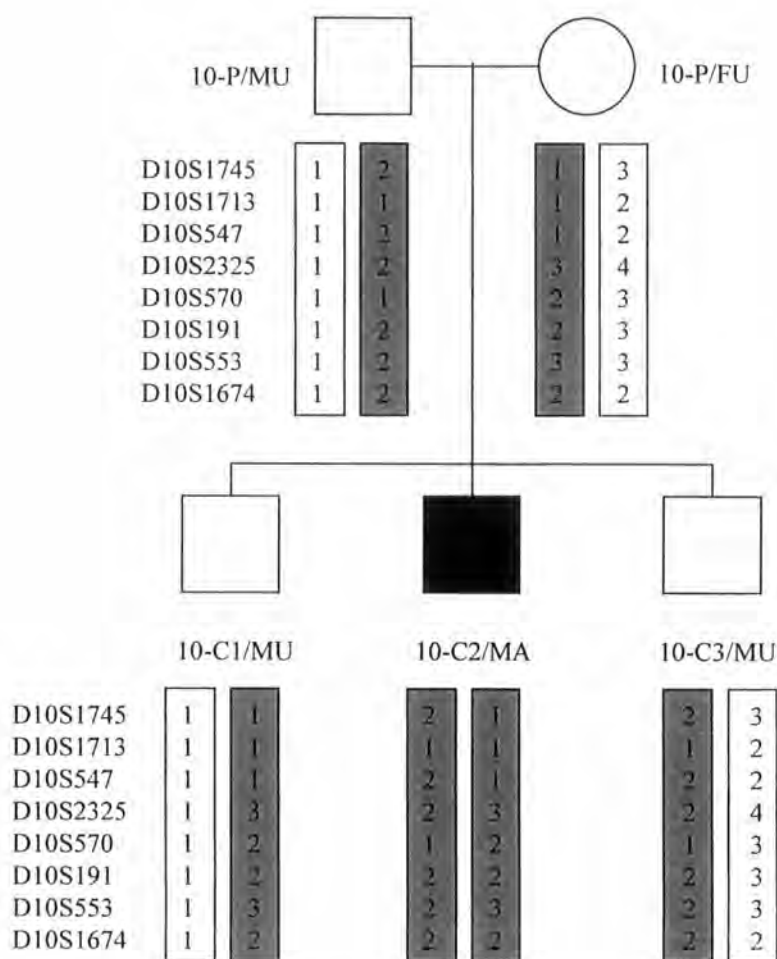 10-P/MU 10-P/FU
D10S1745 1 2 1 3
D10S1713 1 1 1 2
D10S547 1 2 1 2
D10S2325 1 2 3 4
D10S570 1 1 2 3
D10S191 1 2 2 3
D10S553 1 2 3 3
D10S1674 1 2 2 2
10-C1/MU 10-C2/MA 10-C3/MU
D10S1745 1 1 2 1 2 3
D10S1713 1 1 1 1 1 2
D10S547 1 1 2 1 2 2
D10S2325 1 3 2 3 2 4
D10S570 1 2 1 2 1 3
D10S191 1 2 2 2 2 3
D10S553 1 3 2 3 2 3
D10S1674 1 2 2 2 2 2